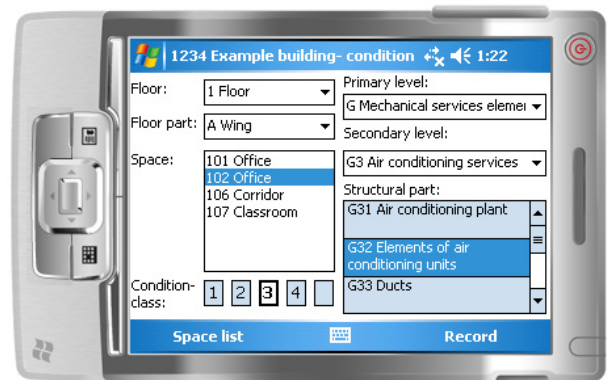 1234 Example building- condition 1:22
Floor:
1 Floor
Floor part:
A Wing
Space:
101 Office
102 Office
106 Corridor
107 Classroom
Condition-
class:
1 2 3 4
Primary level:
G Mechanical services elemei
Secondary level:
G3 Air conditioning services
Structural part:
G31 Air conditioning plant
G32 Elements of air
conditioning units
G33 Ducts
Space list
Record